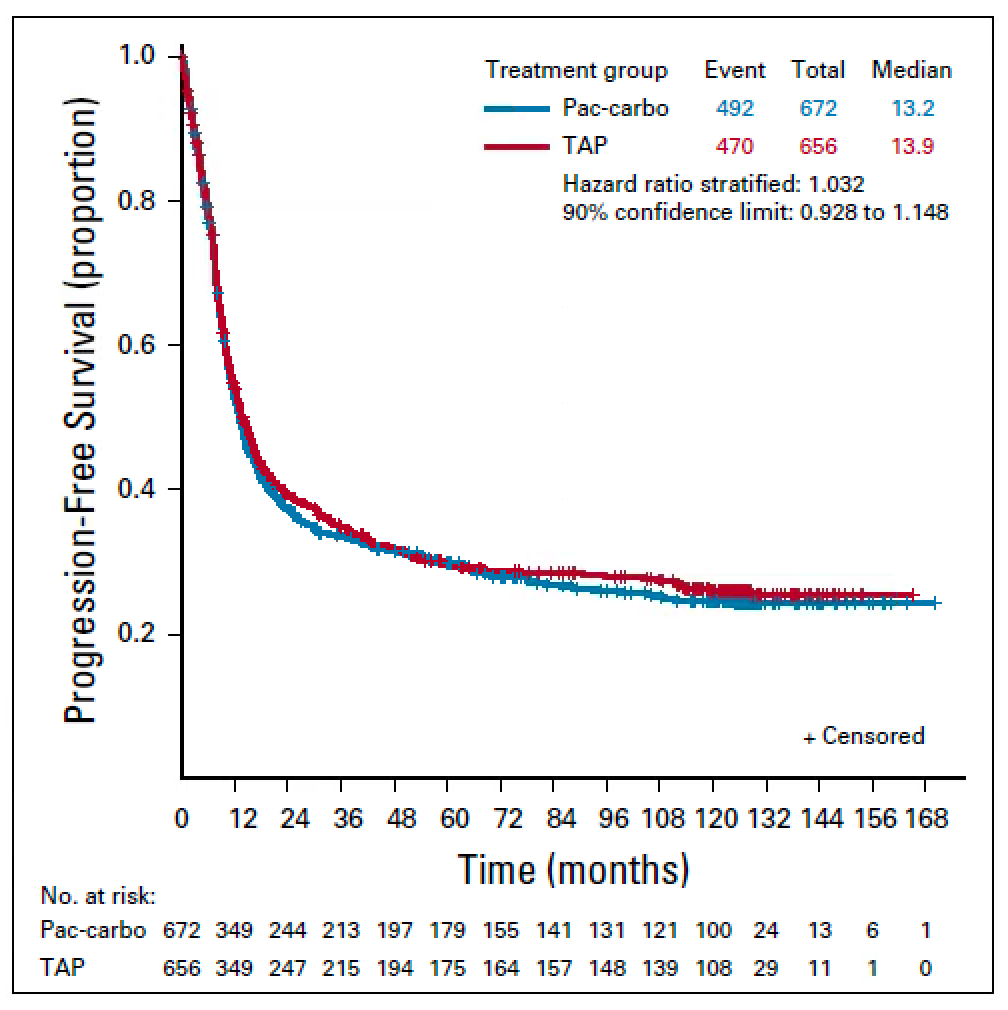 1.0
0.8
0.6
0.4
0.2
Progression-Free Survival (proportion)
Treatment group Event Total Median
Pac-carbo 492 672 13.2
TAP 470 656 13.9
Hazard ratio stratified: 1.032
90% confidence limit: 0.928 to 1.148
+ Censored
0 12 24 36 48 60 72 84 96 108 120 132 144 156 168
Time (months)
No. at risk:
Pac-carbo 672 349 244 213 197 179 155 141 131 121 100 24 13 6 1
TAP 656 349 247 215 194 175 164 157 148 139 108 29 11 1 0